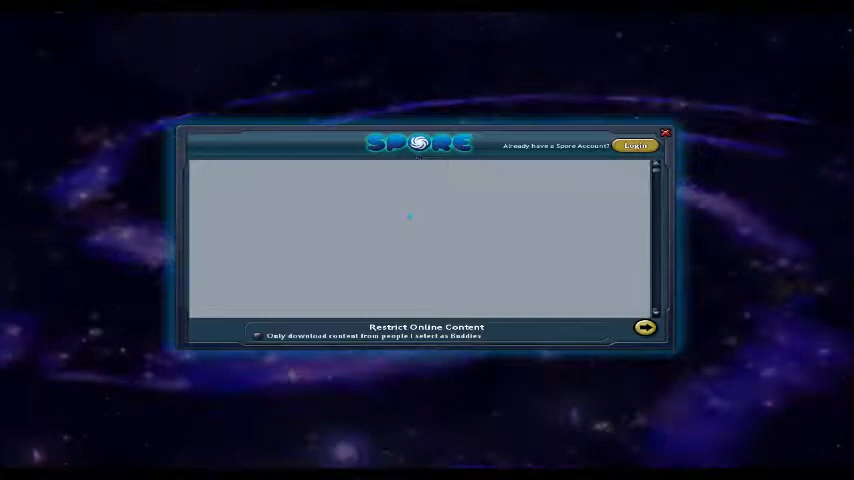 SPORE
Already have a Spore Account? Login
Restrict Online Content
Only download content from people I select as Buddies